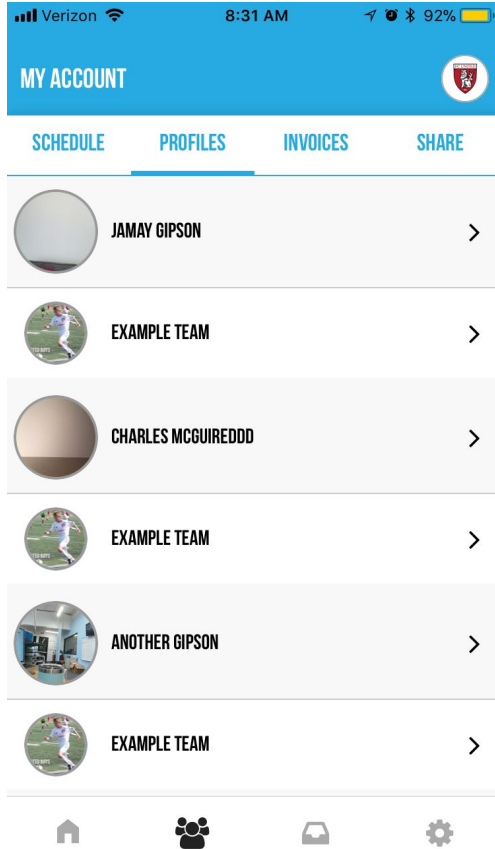 Verizon 8:31 AM 92%
MY ACCOUNT
SCHEDULE PROFILES INVOICES SHARE
JAMAY GIPSON
EXAMPLE TEAM
CHARLES MCGUIREDDD
EXAMPLE TEAM
ANOTHER GIPSON
EXAMPLE TEAM